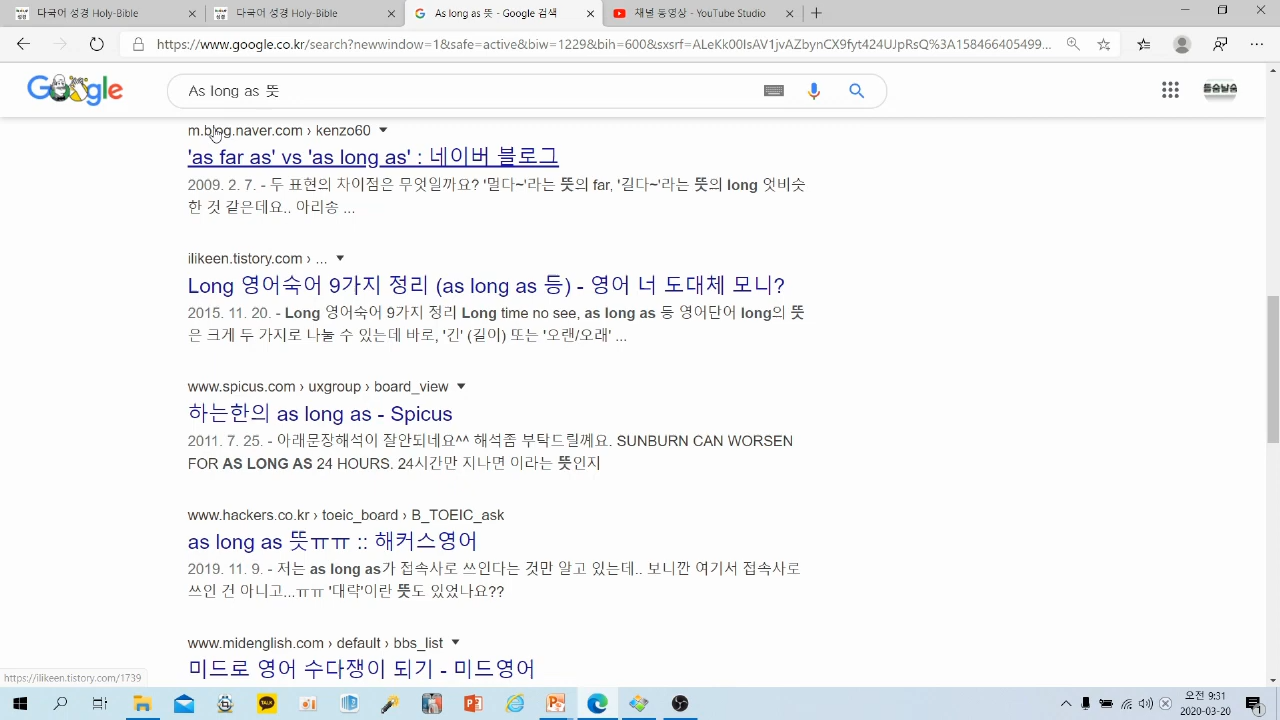 다국어 성경 Holy-Bible
다국어 성경 Holy-Bible
As long as 뜻 - Google 검색
채널 동영상 - YouTube Studio
https://www.google.co.kr/search?newwindow=1&safe=active&biw=1229&bih=600&sxsrf=ALeKk00IsAV1jvAZbynCX9fyt424UJpRsQ%3A158466405499...
Google
As long as 뜻
m.blog.naver.com › kenzo60
'as far as' vs 'as long as' : 네이버 블로그
2009. 2. 7. - 두 표현의 차이점은 무엇일까요? '멀다~'라는 뜻의 far, '길다~'라는 뜻의 long 엇비슷
한 것 같은데요.. 아리송 ...
ilikeen.tistory.com › ...
Long 영어숙어 9가지 정리 (as long as 등) - 영어 너 도대체 모니?
2015. 11. 20. - Long 영어숙어 9가지 정리 Long time no see, as long as 등 영어단어 long의 뜻
은 크게 두 가지로 나눌 수 있는데 바로, '긴' (길이) 또는 '오랜/오래' ...
www.spicus.com › uxgroup › board_view
하는한의 as long as - Spicus
2011. 7. 25. - 아래문장해석이 잘안되네요^^ 해석좀 부탁드릴께요. SUNBURN CAN WORSEN
FOR AS LONG AS 24 HOURS. 24시간만 지나면 이라는 뜻인지
www.hackers.co.kr › toeic_board › B_TOEIC_ask
as long as 뜻ㅠㅠ :: 해커스영어
2019. 11. 9. - 저는 as long as가 접속사로 쓰인다는 것만 알고 있는데.. 보니깐 여기서 접속사로
쓰인 건 아니고...ㅠㅠ '대략'이란 뜻도 있었나요??
www.midenglish.com › default › bbs_list
미드로 영어 수다쟁이 되기 - 미드영어
https://ilikeen.tistory.com/1739
오전 9:31
2020-03-20